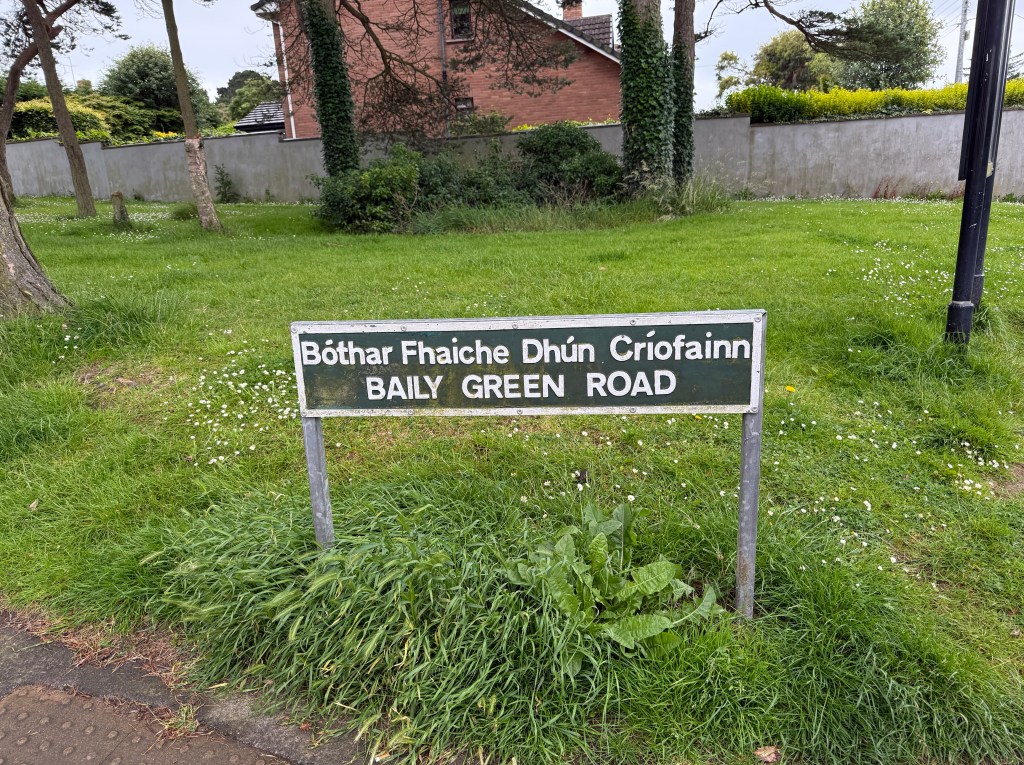 Bóthar Fhaiche Dhún Críofainn
BAILY GREEN ROAD